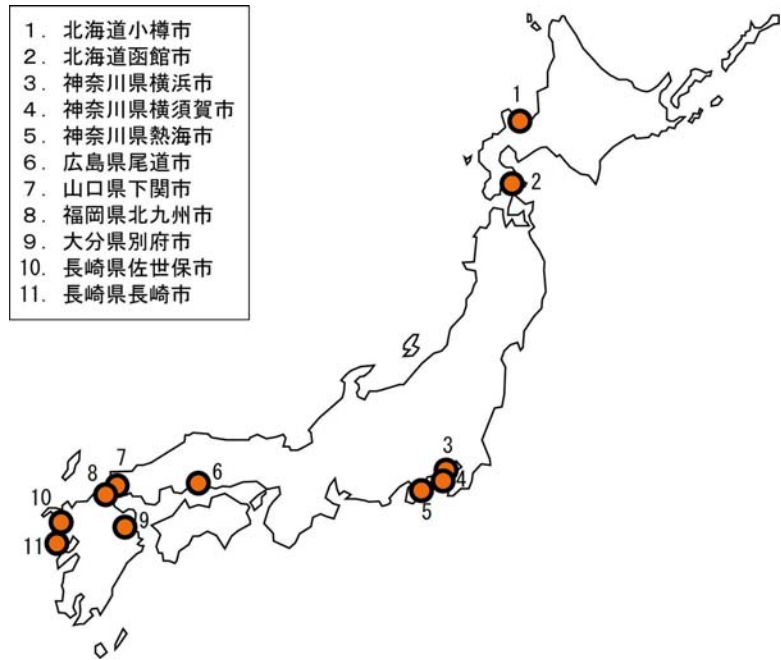 1. 北海道小樽市
2. 北海道函館市
3. 神奈川県横浜市
4. 神奈川県横須賀市
5. 神奈川県熱海市
6. 広島県尾道市
7. 山口県下関市
8. 福岡県北九州市
9. 大分県別府市
10. 長崎県佐世保市
11. 長崎県長崎市
1
2
3
4
5
6
7
8
9
10
11